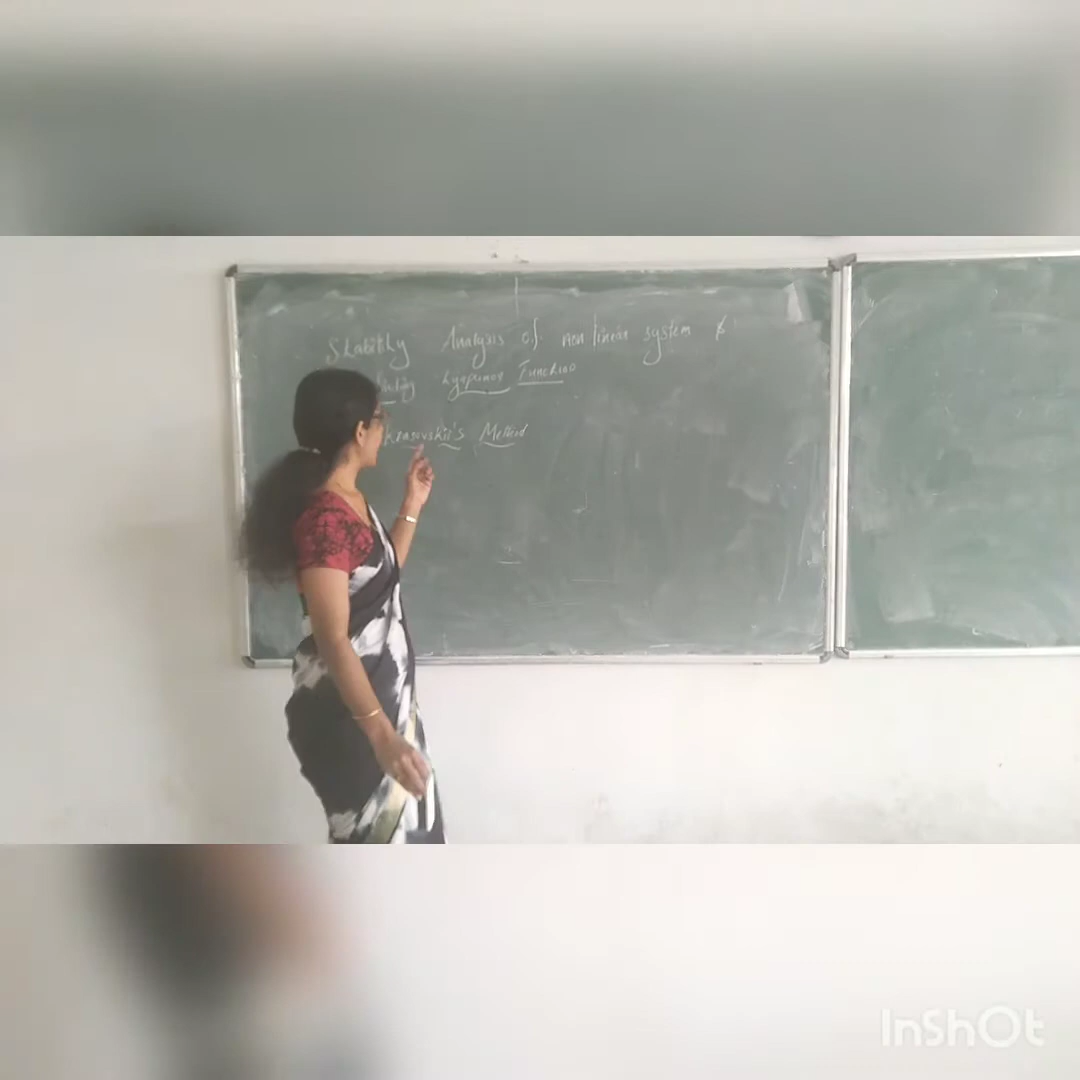 Stability Analysis of non linear system &
Lyapunov Function
Krasovskii's Method
InShOt